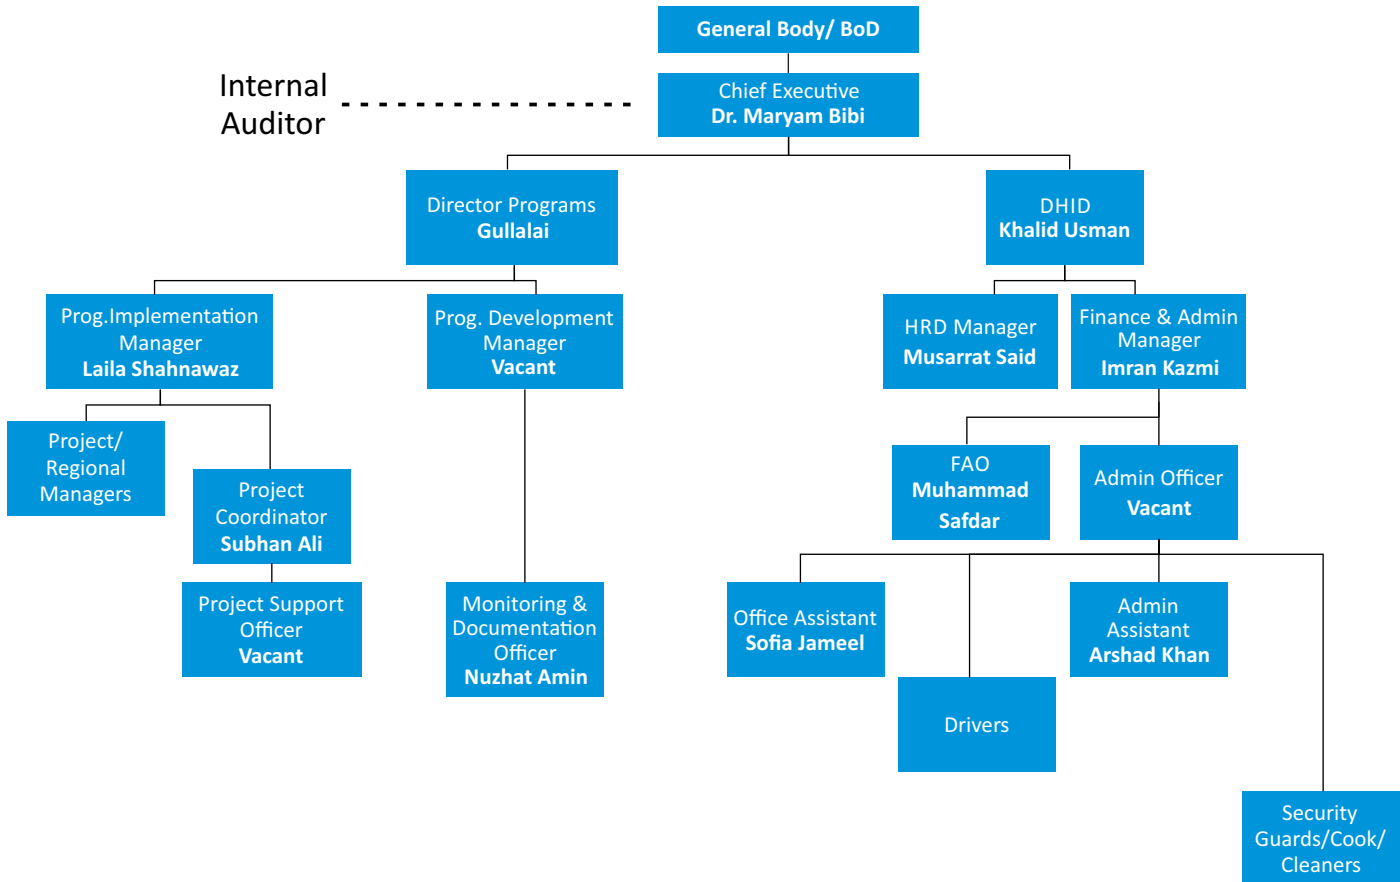 General Body/ BoD
Internal
Auditor
Chief Executive
Dr. Maryam Bibi
Director Programs
Gullalai
DHID
Khalid Usman
Prog.Implementation
Manager
Laila Shahnawaz
Prog. Development
Manager
Vacant
HRD Manager
Musarrat Said
Finance & Admin
Manager
Imran Kazmi
Project/
Regional
Managers
Project
Coordinator
Subhan Ali
FAO
Muhammad
Safdar
Admin Officer
Vacant
Project Support
Officer
Vacant
Monitoring &
Documentation
Officer
Nuzhat Amin
Office Assistant
Sofia Jameel
Admin
Assistant
Arshad Khan
Drivers
Security
Guards/Cook/
Cleaners